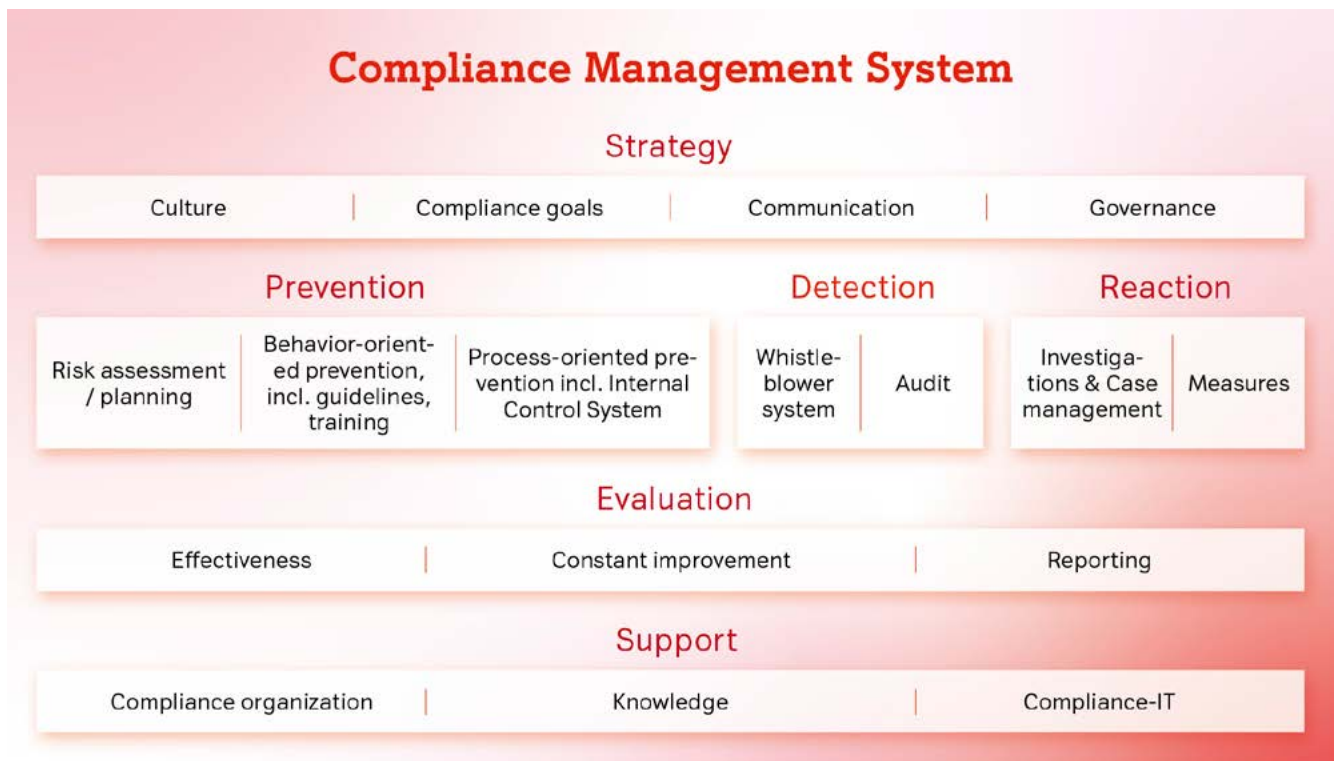 Compliance Management System
Strategy
Culture
Compliance goals
Communication
Governance
Prevention
Risk assessment
/ planning
Behavior-orient-
ed prevention,
incl. guidelines,
training
Process-oriented pre-
vention incl. Internal
Control System
Detection
Whistle-
blower
system
Audit
Reaction
Investiga-
tions & Case
management
Measures
Evaluation
Effectiveness
Constant improvement
Reporting
Support
Compliance organization
Knowledge
Compliance-IT